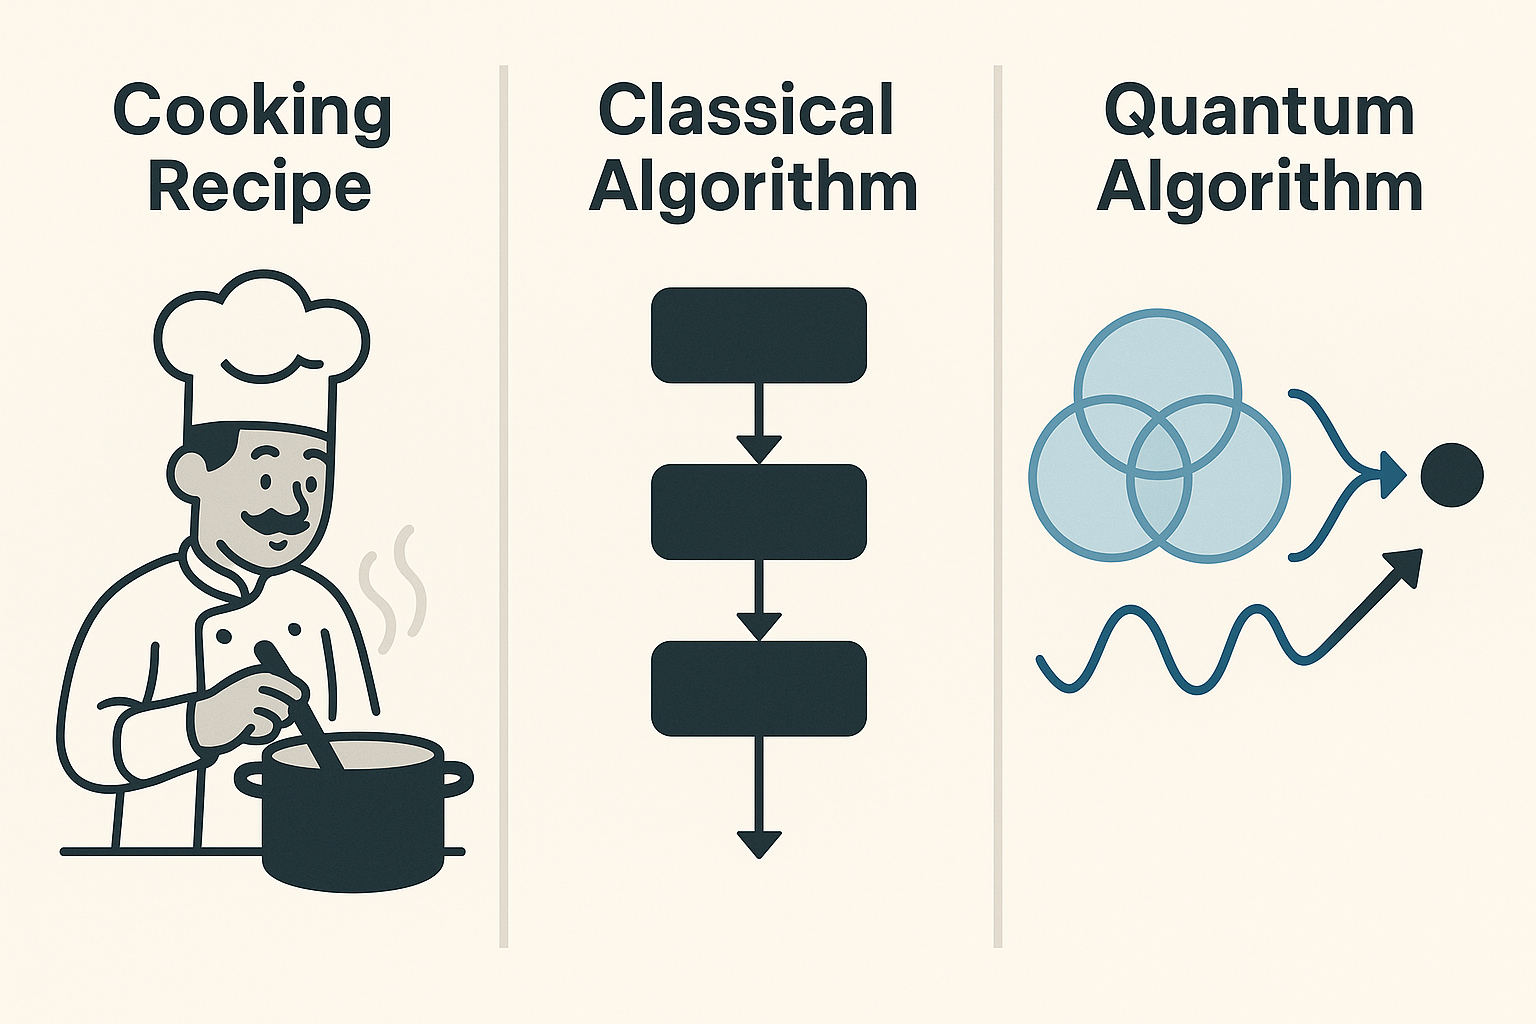 Cooking
Recipe
Classical
Algorithm
Quantum
Algorithm